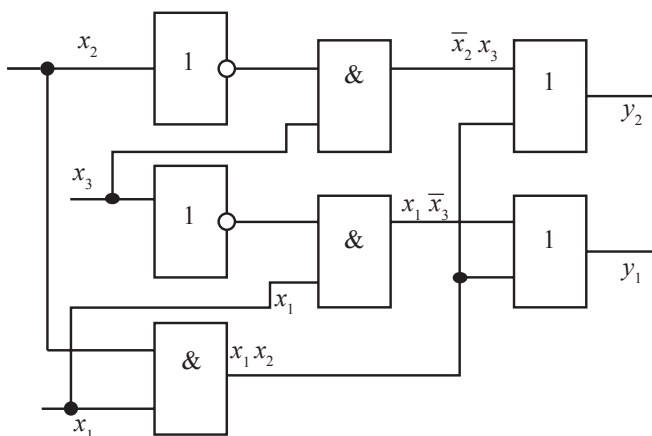 x₂
1
&
x̅₂ x₃
1
y₂
x₃
1
&
x₁ x̅₃
1
y₁
x₁
&
x₁ x₂
x₁